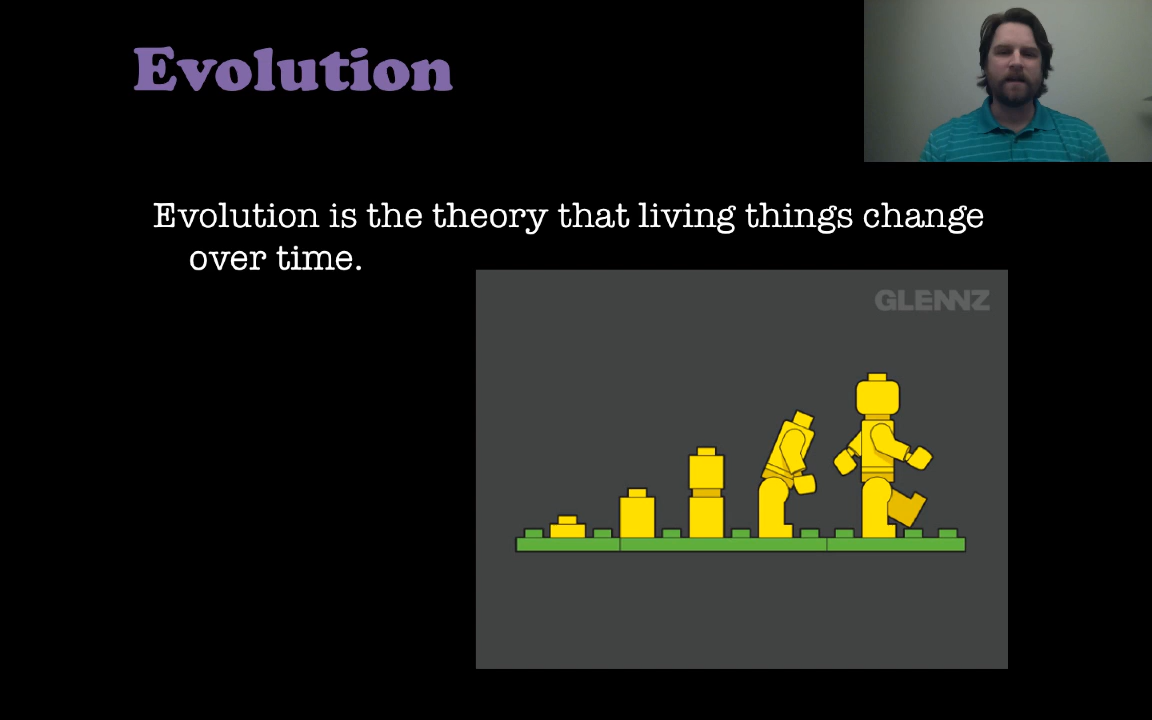 Evolution
Evolution is the theory that living things change
over time.
GLENNZ